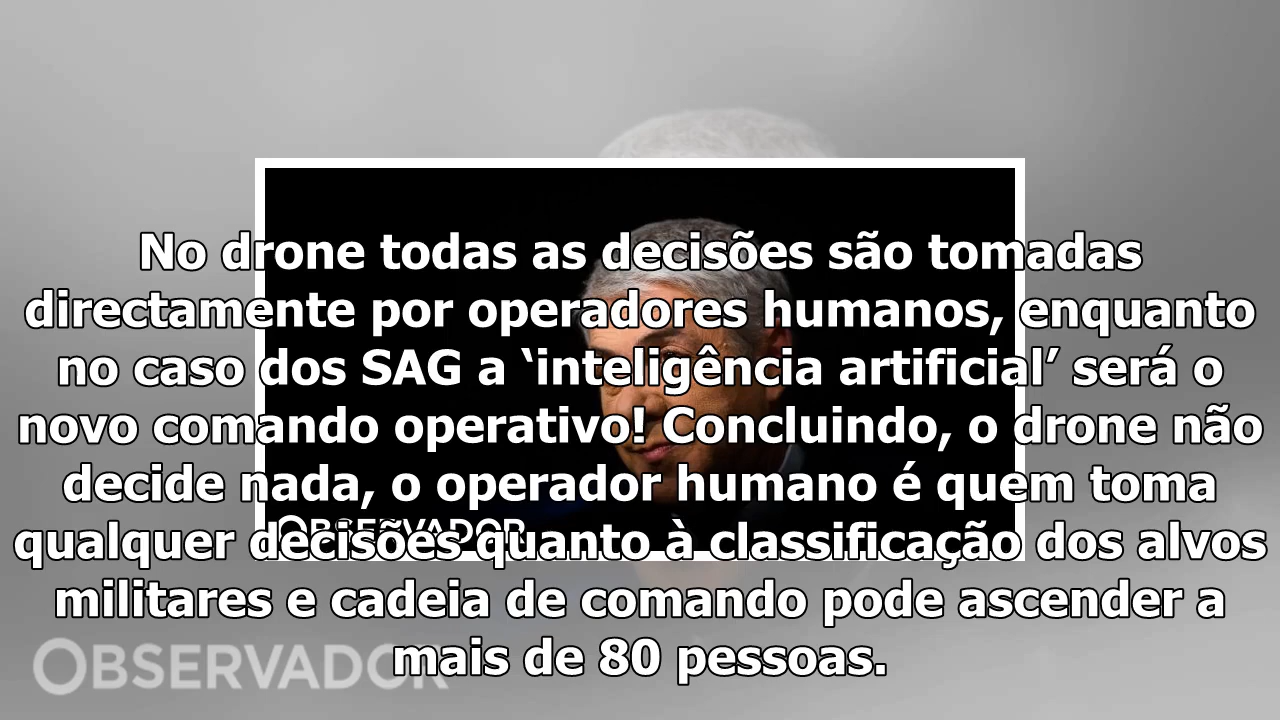 No drone todas as decisões são tomadas
directamente por operadores humanos, enquanto
no caso dos SAG a ‘inteligência artificial’ será o
novo comando operativo! Concluindo, o drone não
decide nada, o operador humano é quem toma
OBSERVADOR
qualquer decisões quanto à classificação dos alvos
militares e cadeia de comando pode ascender a
mais de 80 pessoas.
OBSERVADOR